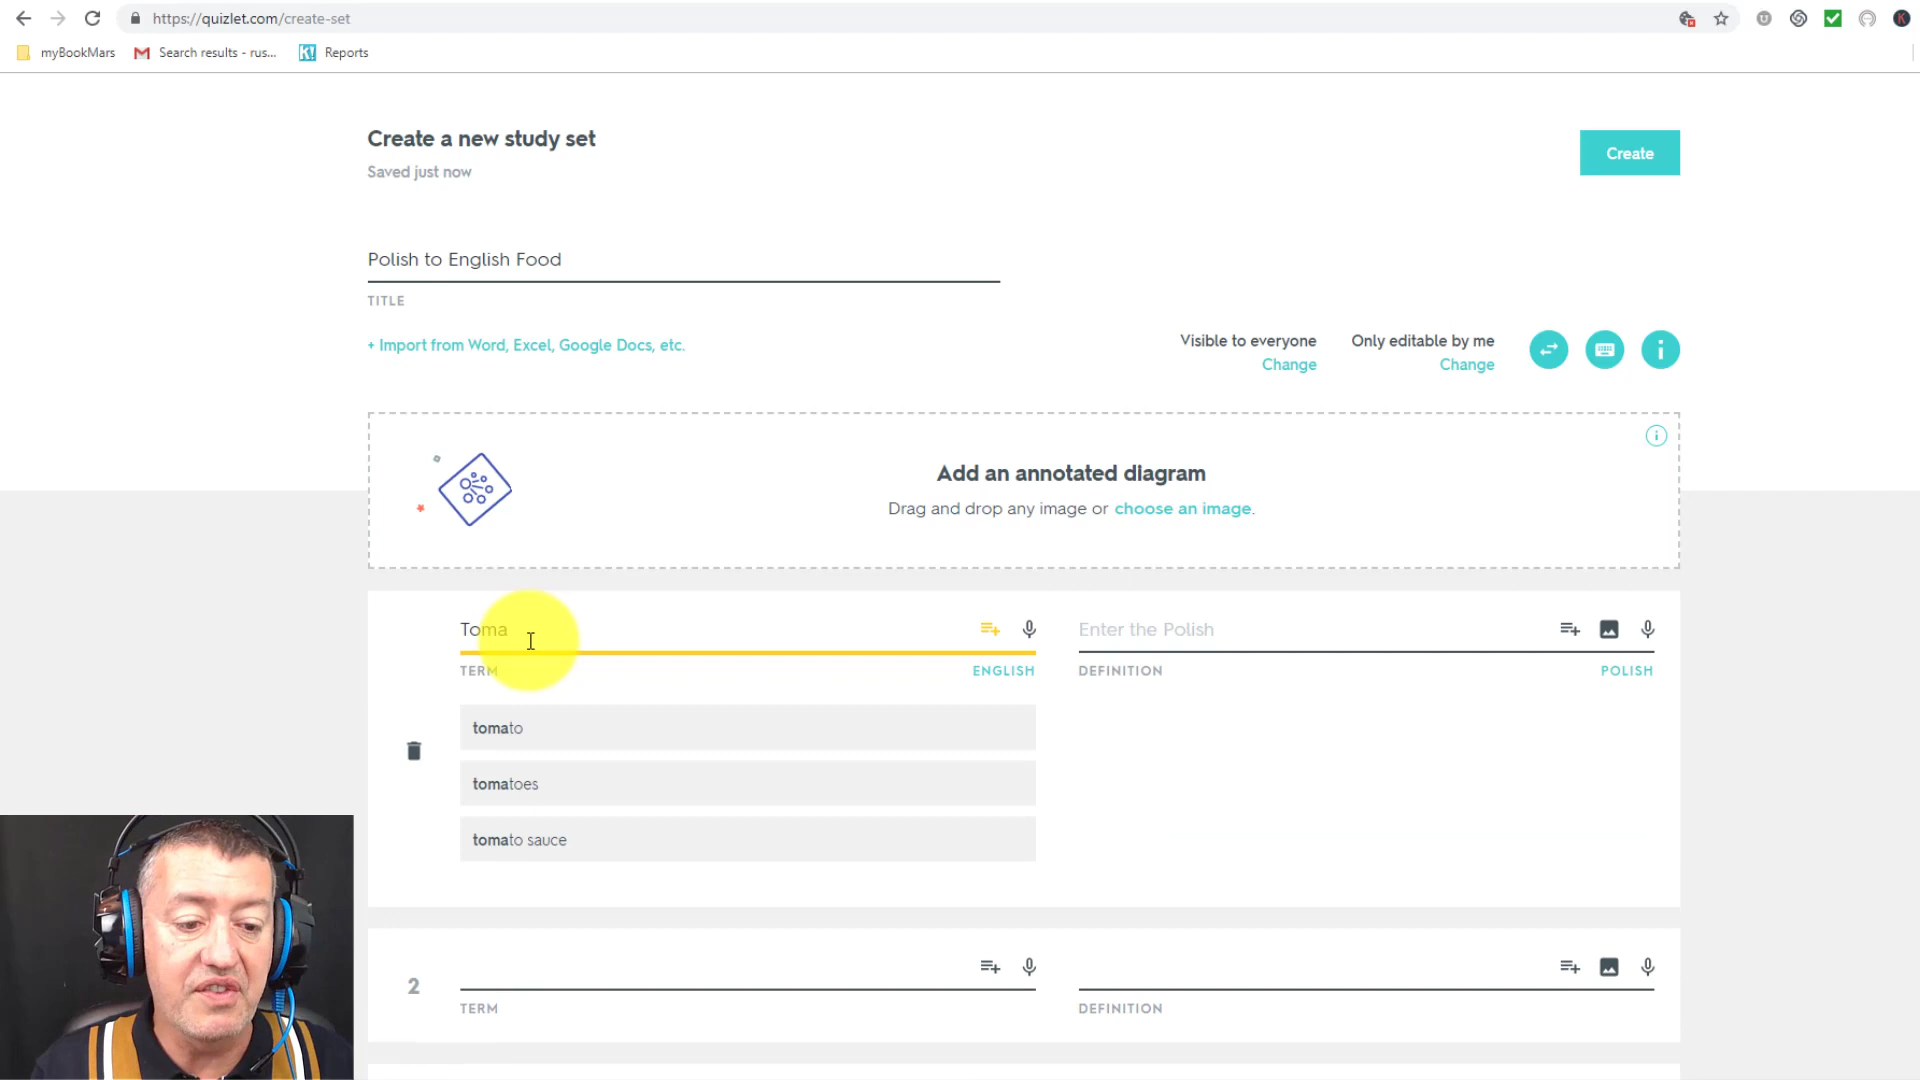 https://quizlet.com/create-set
myBookMars
Search results - rus...
Reports
Create a new study set
Saved just now
Create
Polish to English Food
TITLE
+ Import from Word, Excel, Google Docs, etc.
Visible to everyone
Change
Only editable by me
Change
Add an annotated diagram
Drag and drop any image or choose an image.
Toma
Enter the Polish
TERM
ENGLISH
DEFINITION
POLISH
tomato
tomatoes
tomato sauce
2
TERM
DEFINITION